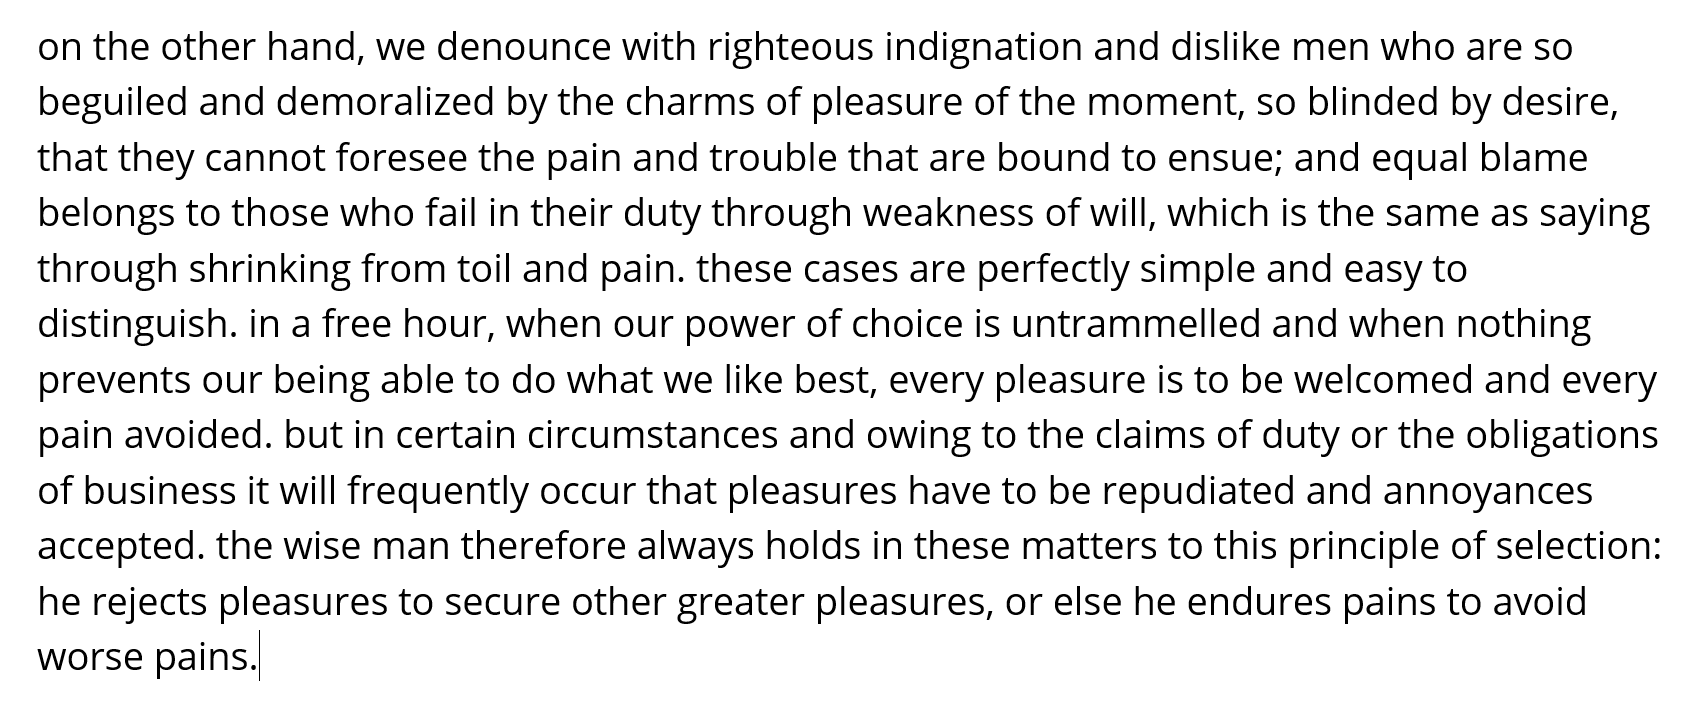 on the other hand, we denounce with righteous indignation and dislike men who are so
beguiled and demoralized by the charms of pleasure of the moment, so blinded by desire,
that they cannot foresee the pain and trouble that are bound to ensue; and equal blame
belongs to those who fail in their duty through weakness of will, which is the same as saying
through shrinking from toil and pain. these cases are perfectly simple and easy to
distinguish. in a free hour, when our power of choice is untrammelled and when nothing
prevents our being able to do what we like best, every pleasure is to be welcomed and every
pain avoided. but in certain circumstances and owing to the claims of duty or the obligations
of business it will frequently occur that pleasures have to be repudiated and annoyances
accepted. the wise man therefore always holds in these matters to this principle of selection:
he rejects pleasures to secure other greater pleasures, or else he endures pains to avoid
worse pains.